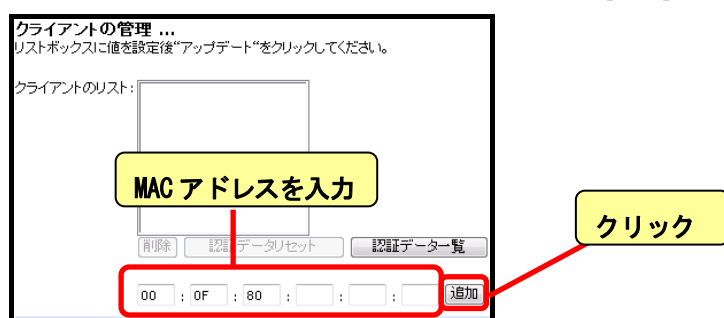 クライアントの管理 ...
リストボックスに値を設定後“アップデート“をクリックしてください。
クライアントのリスト:
MAC アドレスを入力
クリック
削除 認証データリセット 認証データ一覧
00 : 0F : 80 : : : 追加